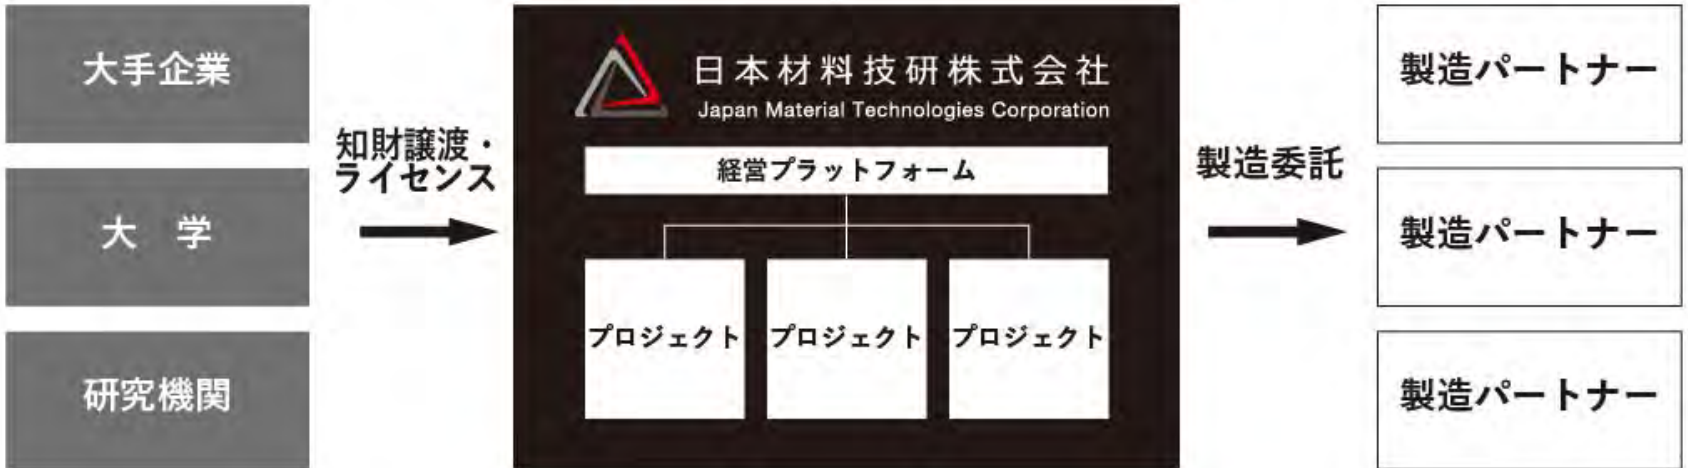 大手企業
大 学
研究機関
知財譲渡・
ライセンス
日本材料技研株式会社
Japan Material Technologies Corporation
経営プラットフォーム
プロジェクト
プロジェクト
プロジェクト
製造委託
製造パートナー
製造パートナー
製造パートナー